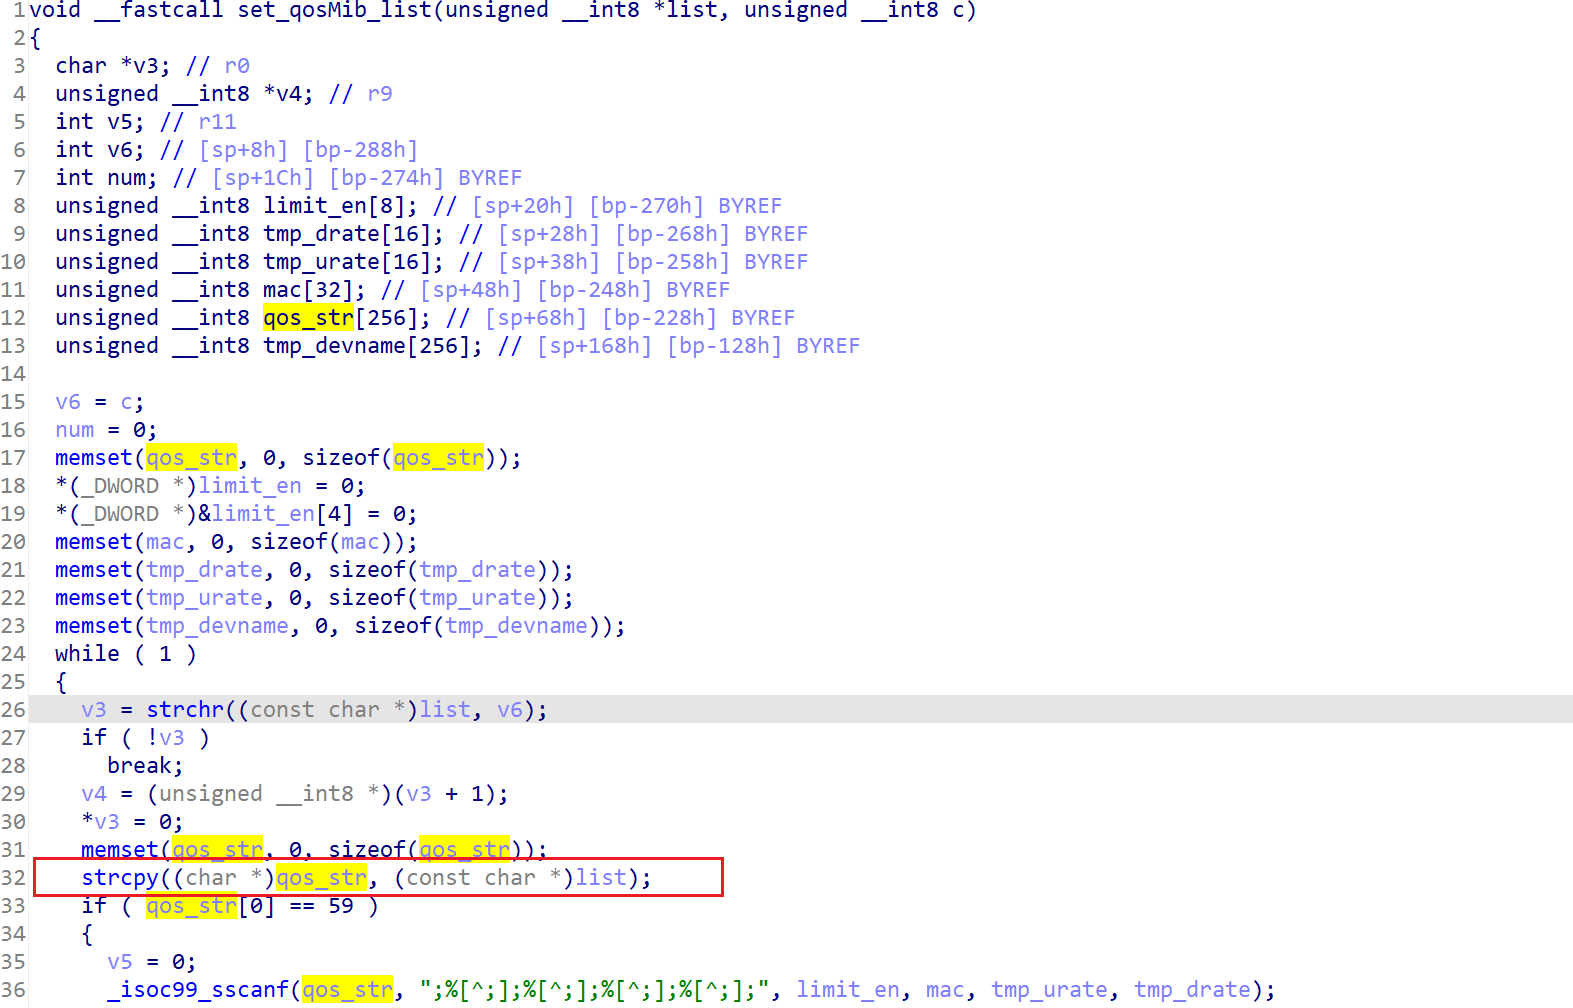 1 void __fastcall set_qosMib_list(unsigned __int8 *list, unsigned __int8 c)
2 {
3   char *v3; // r0
4   unsigned __int8 *v4; // r9
5   int v5; // r11
6   int v6; // [sp+8h] [bp-288h]
7   int num; // [sp+1Ch] [bp-274h] BYREF
8   unsigned __int8 limit_en[8]; // [sp+20h] [bp-270h] BYREF
9   unsigned __int8 tmp_drate[16]; // [sp+28h] [bp-268h] BYREF
10   unsigned __int8 tmp_urate[16]; // [sp+38h] [bp-258h] BYREF
11   unsigned __int8 mac[32]; // [sp+48h] [bp-248h] BYREF
12   unsigned __int8 qos_str[256]; // [sp+68h] [bp-228h] BYREF
13   unsigned __int8 tmp_devname[256]; // [sp+168h] [bp-128h] BYREF
14
15   v6 = c;
16   num = 0;
17   memset(qos_str, 0, sizeof(qos_str));
18   *(_DWORD *)limit_en = 0;
19   *(_DWORD *)&limit_en[4] = 0;
20   memset(mac, 0, sizeof(mac));
21   memset(tmp_drate, 0, sizeof(tmp_drate));
22   memset(tmp_urate, 0, sizeof(tmp_urate));
23   memset(tmp_devname, 0, sizeof(tmp_devname));
24   while ( 1 )
25   {
26     v3 = strchr((const char *)list, v6);
27     if ( !v3 )
28       break;
29     v4 = (unsigned __int8 *)(v3 + 1);
30     *v3 = 0;
31     memset(qos_str, 0, sizeof(qos_str));
32     strcpy((char *)qos_str, (const char *)list);
33     if ( qos_str[0] == 59 )
34     {
35       v5 = 0;
36       _isoc99_sscanf(qos_str, ";%[^;];%[^;];%[^;];%[^;];", limit_en, mac, tmp_urate, tmp_drate);